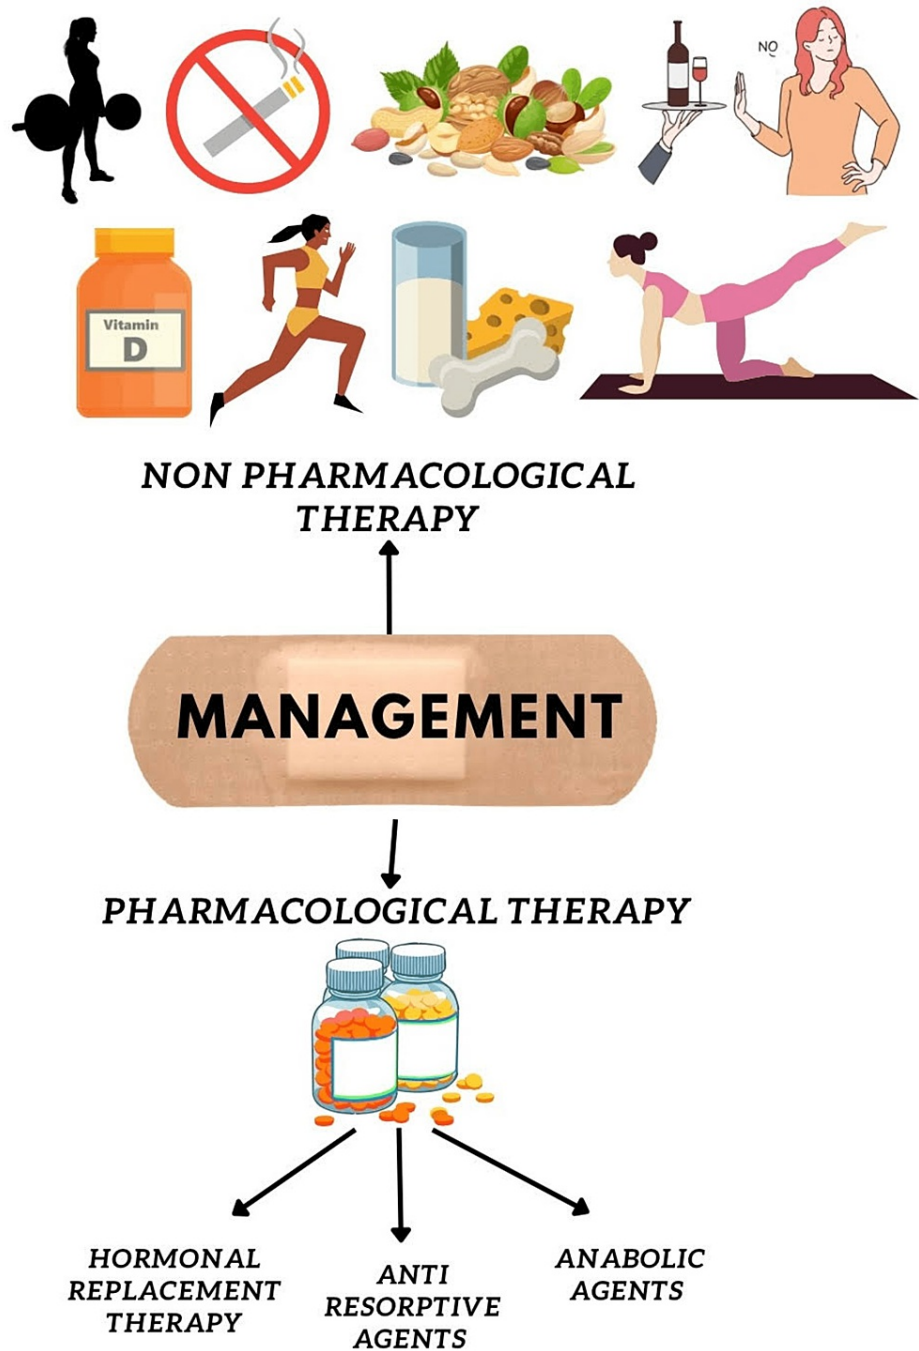 NO
Vitamin
D
NON PHARMACOLOGICAL
THERAPY
MANAGEMENT
PHARMACOLOGICAL THERAPY
HORMONAL
REPLACEMENT
THERAPY
ANTI
RESORPTIVE
AGENTS
ANABOLIC
AGENTS